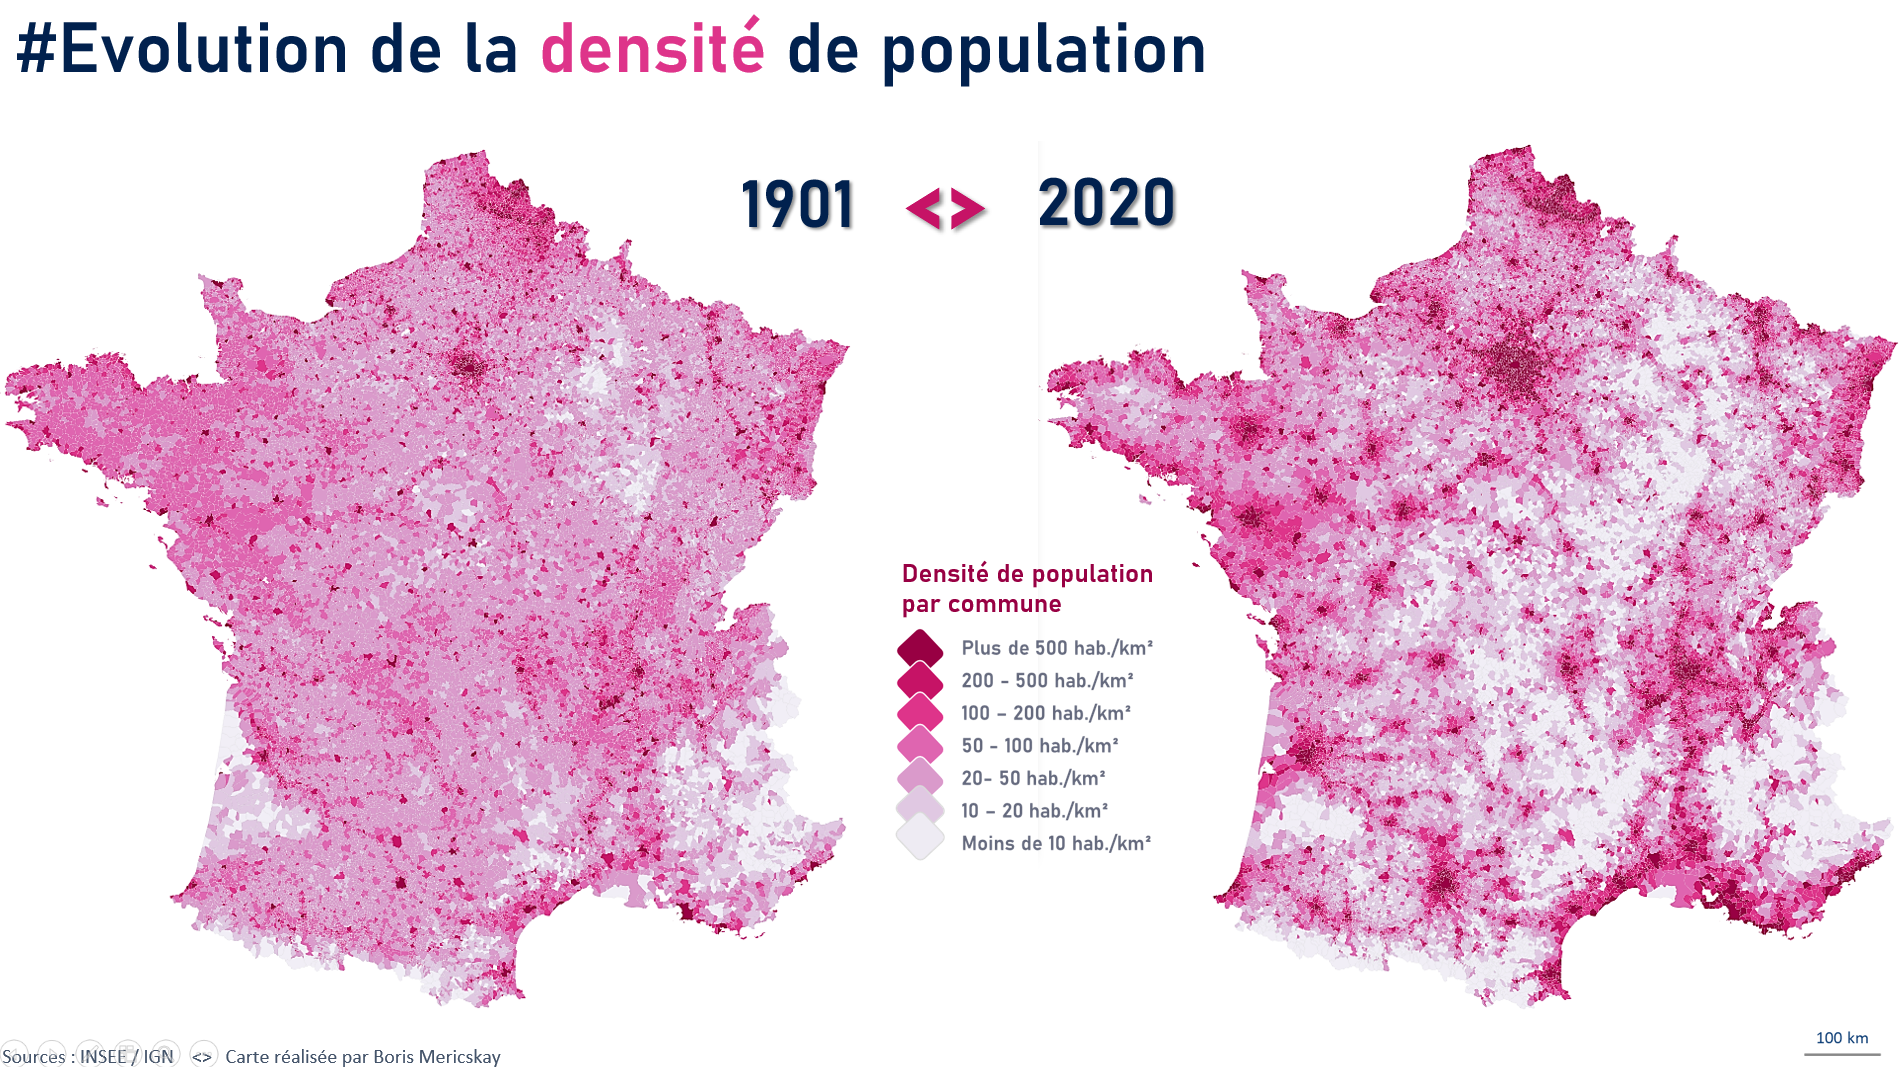 #Evolution de la densité de population
1901 <> 2020
Densité de population
par commune
Plus de 500 hab./km²
200 - 500 hab./km²
100 – 200 hab./km²
50 - 100 hab./km²
20- 50 hab./km²
10 – 20 hab./km²
Moins de 10 hab./km²
100 km
Sources : INSEE / IGN <> Carte réalisée par Boris Mericskay